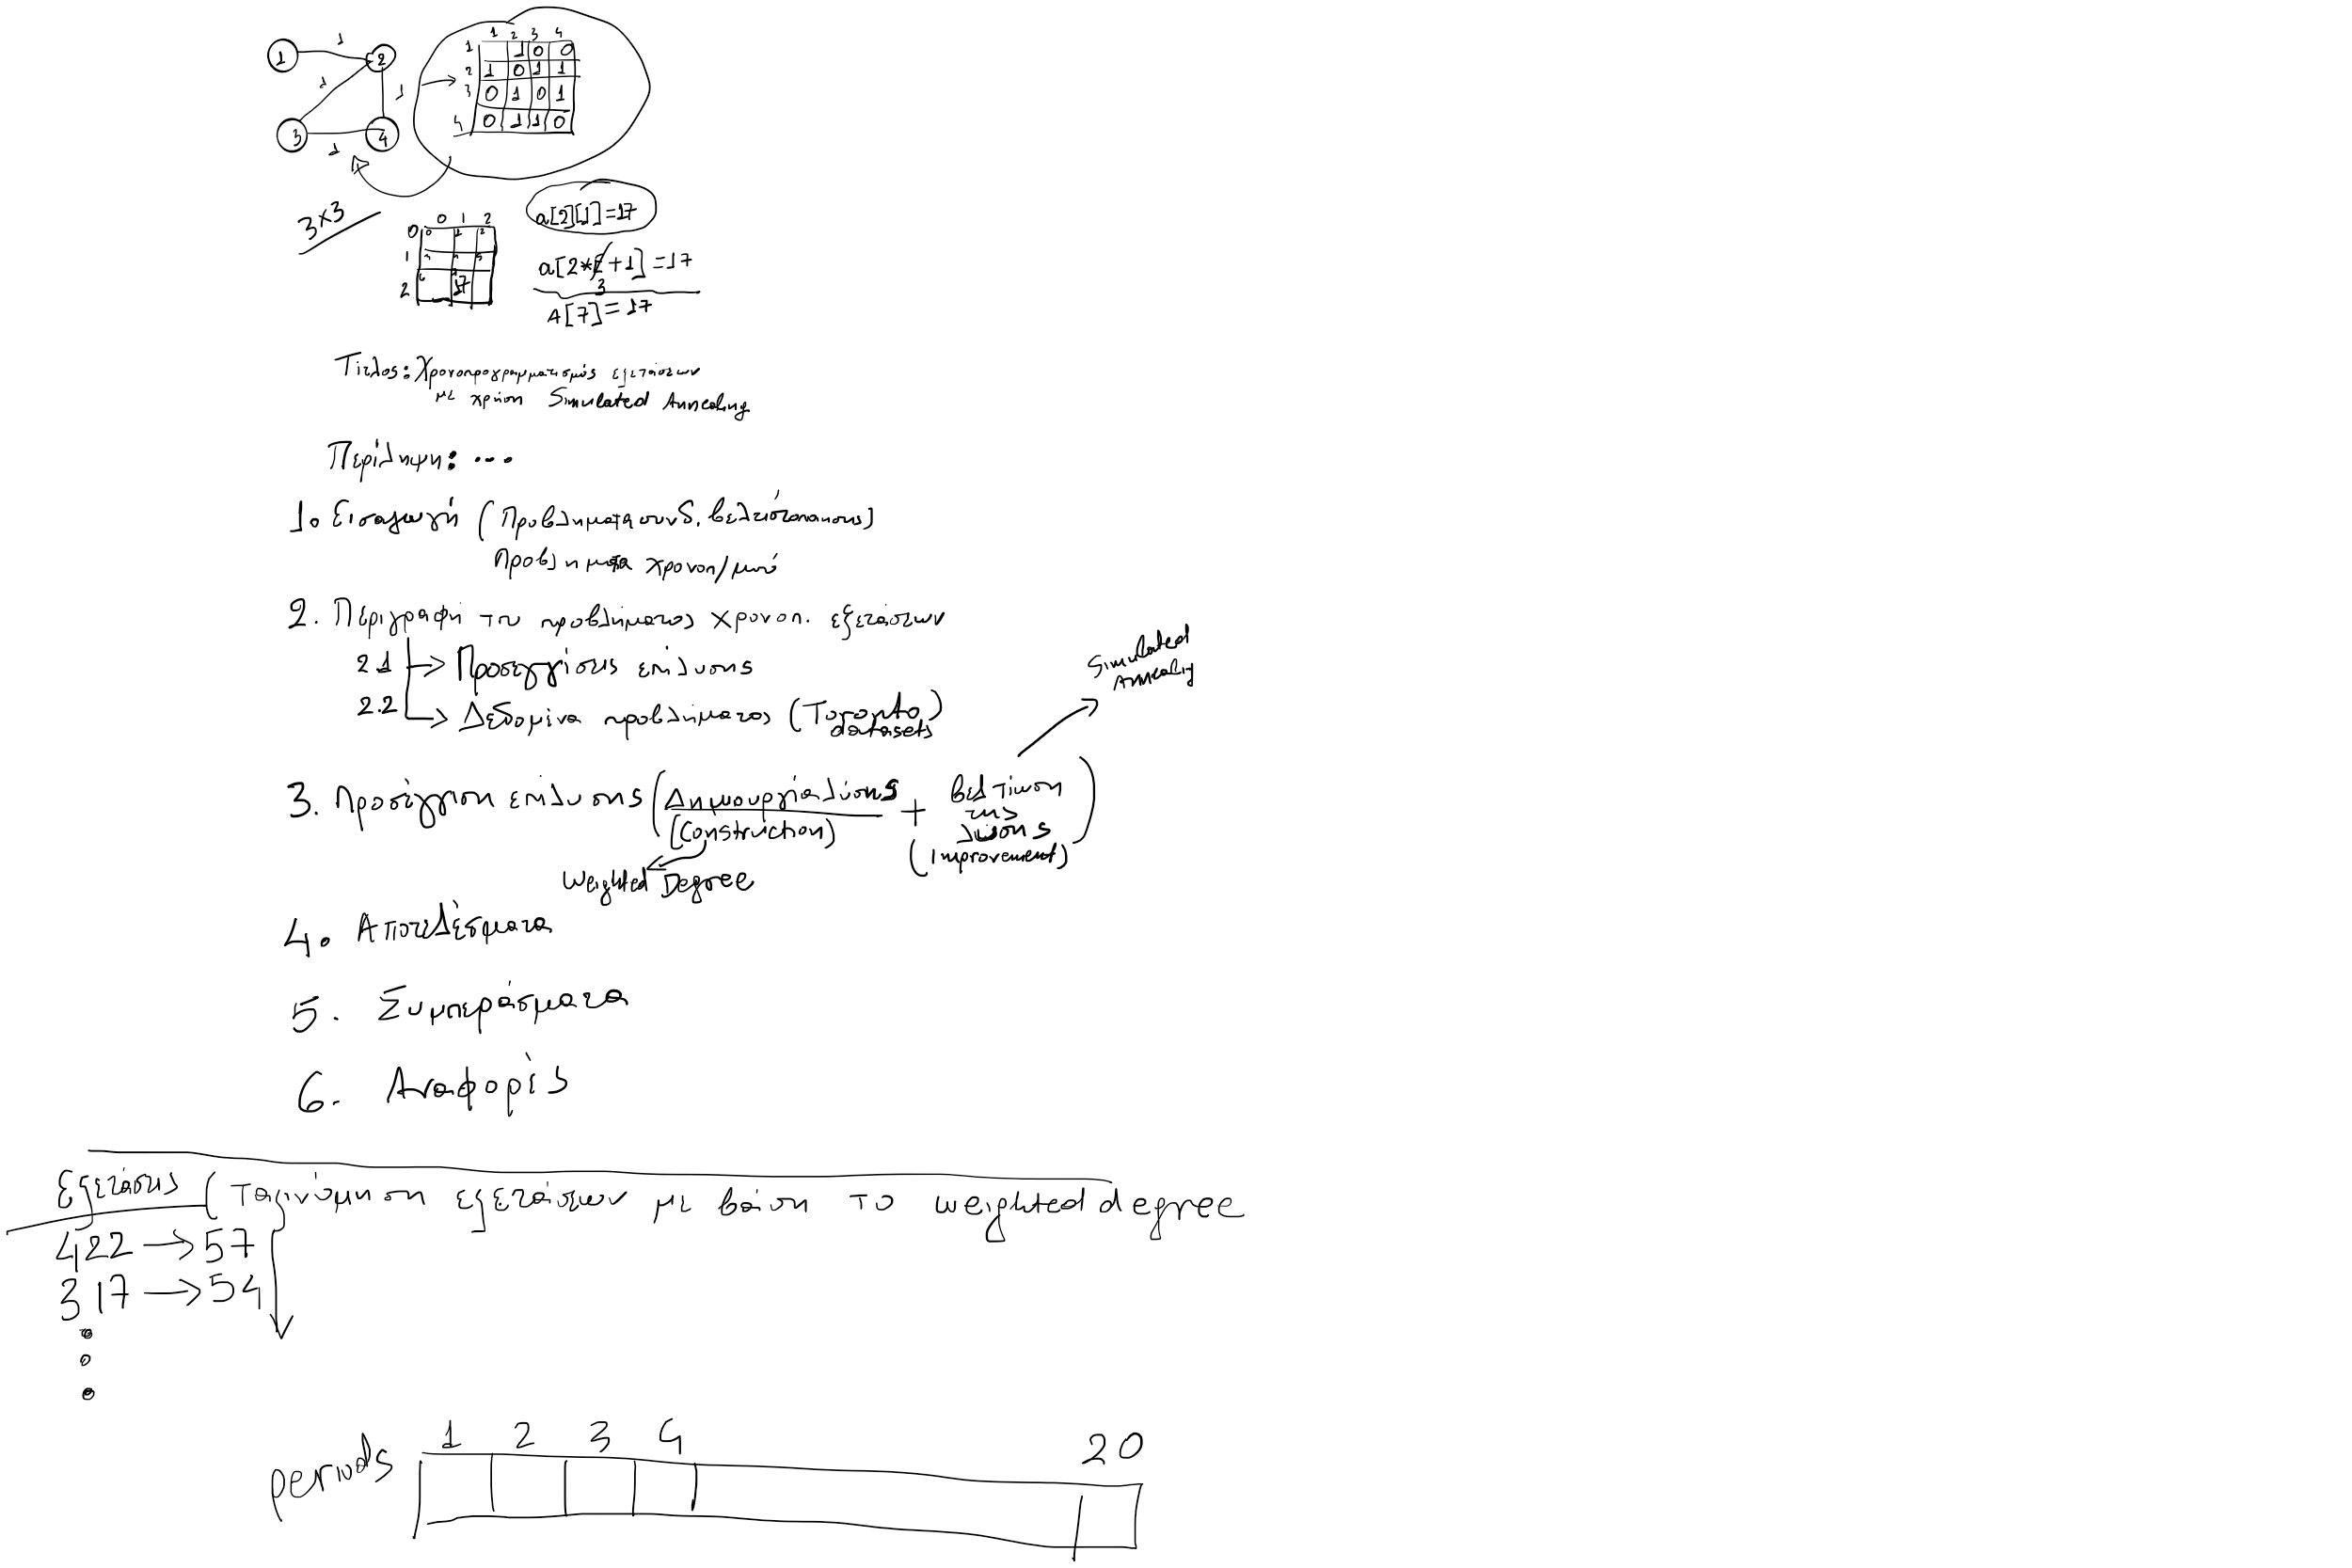 1 2 3 4
1 1 0 0
2 1 0 1 1
3 0 1 0 1
4 0 1 1 0
1 1 2
1 1
3 1 4
3x3
0 1 2
0 0 1 2
1 3 4 5
2 6 17
a[2][1]=17
a[2*2+1]=17
3
A[7]=17
Τίτλος: Χρονοπρογραμματισμός εξετάσεων
με χρήση Simulated Annealing
Περίληψη: ...
1. Εισαγωγή (Προβλήματα συνδ. βελτιστοποίησης)
Προβλήματα χρονοπ/μού
2. Περιγραφή του προβλήματος χρονοπ. εξετάσεων
2.1 → Προσεγγίσεις επίλυσης
2.2 → Δεδομένα προβλήματος (Toronto)
datasets
Simulated
Annealing
3. Προσέγγιση επίλυσης (Δημιουργία λύσης + βελτίωση
της
λύσης)
(Construction)
(improvement)
Weighted Degree
4. Αποτελέσματα
5. Συμπεράσματα
6. Αναφορές
Εξετάσεις (Ταξινόμηση εξετάσεων με βάση το weighted degree
422 → 57
317 → 54
periods 1 2 3 4 20